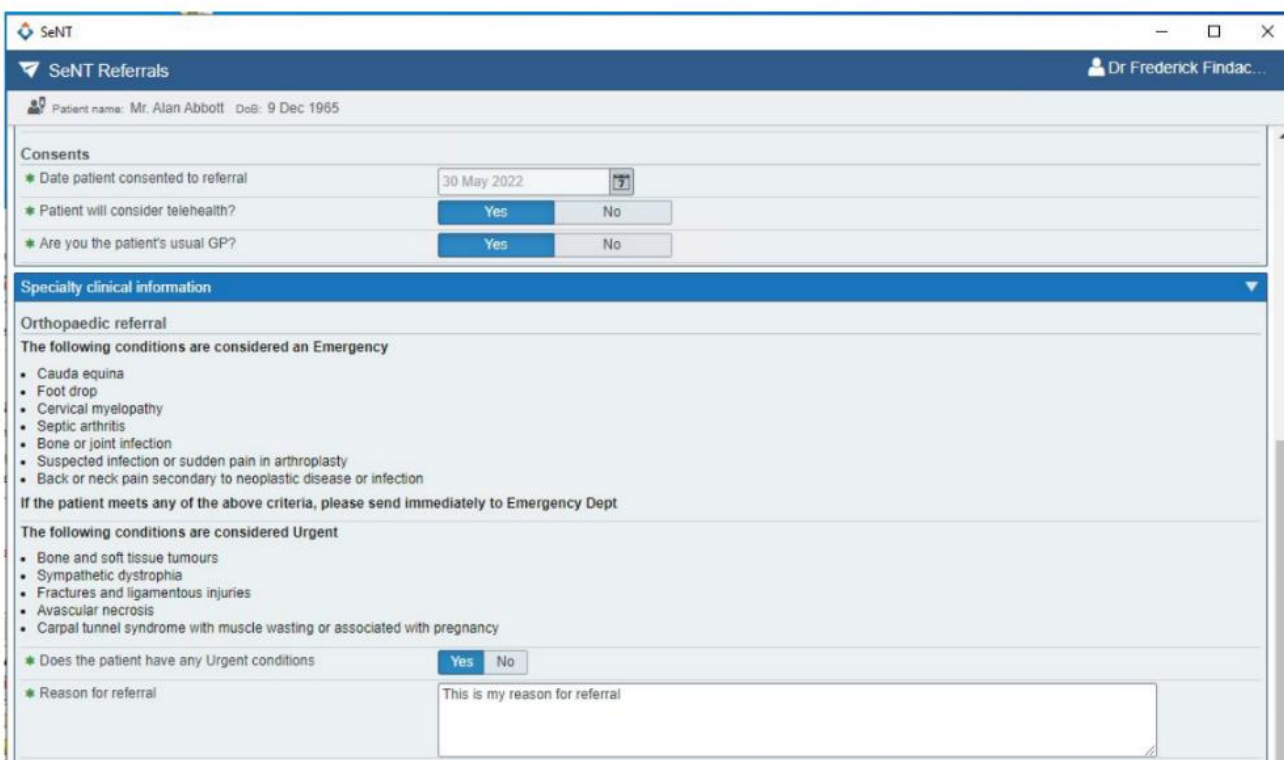 SeNT
SeNT Referrals
Dr Frederick Findac...
Patient name: Mr. Alan Abbott DoB: 9 Dec 1965
Consents
* Date patient consented to referral 30 May 2022 7
* Patient will consider telehealth? Yes No
* Are you the patient's usual GP? Yes No
Specialty clinical information
Orthopaedic referral
The following conditions are considered an Emergency
• Cauda equina
• Foot drop
• Cervical myelopathy
• Septic arthritis
• Bone or joint infection
• Suspected infection or sudden pain in arthroplasty
• Back or neck pain secondary to neoplastic disease or infection
If the patient meets any of the above criteria, please send immediately to Emergency Dept
The following conditions are considered Urgent
• Bone and soft tissue tumours
• Sympathetic dystrophia
• Fractures and ligamentous injuries
• Avascular necrosis
• Carpal tunnel syndrome with muscle wasting or associated with pregnancy
* Does the patient have any Urgent conditions Yes No
* Reason for referral This is my reason for referral